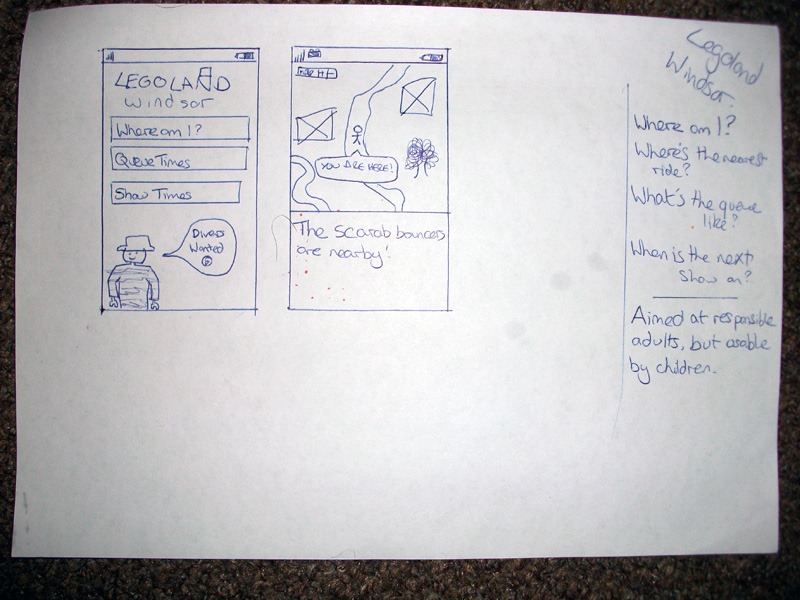 LEGOLAND
Windsor
Where am I?
Queue Times
Show Times
Divers
Wanted
YOU ARE HERE!
The scarab bouncers
are nearby!
Legoland
Windsor.
Where am I?
Where's the nearest
ride?
What's the queue
like?
When is the next
Show on?
Aimed at responsible
adults, but usable
by children.